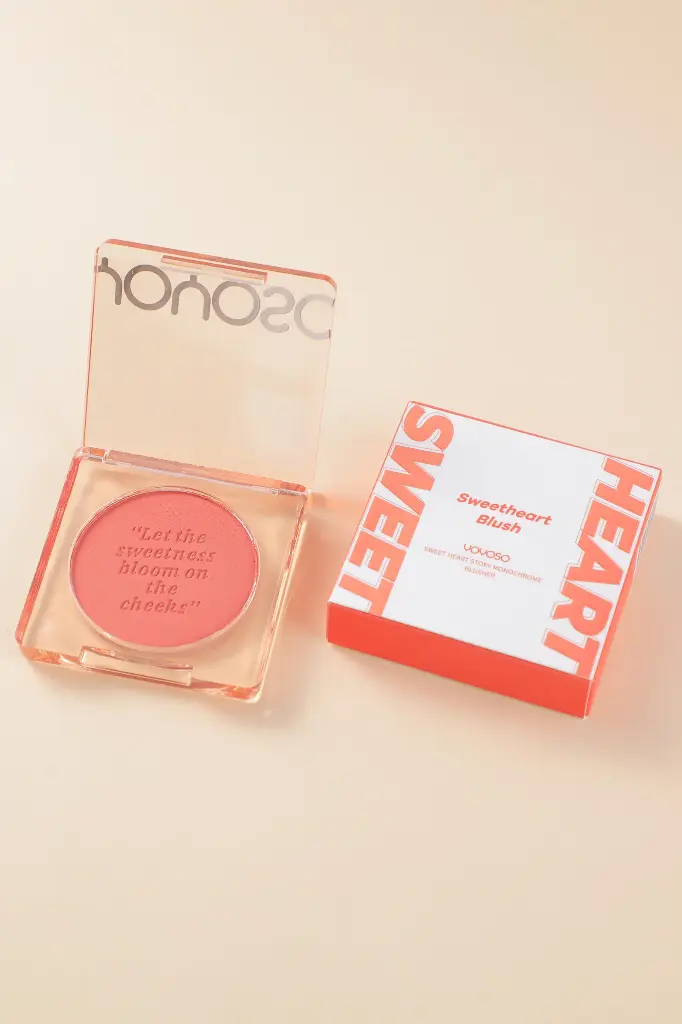 YOYOSO
"Let the
sweetness
bloom on
the
cheeks"
SWEET
HEART
Sweetheart
Blush
YOYOSO
SWEET HEART STORY MONOCHROME
BLUSHER